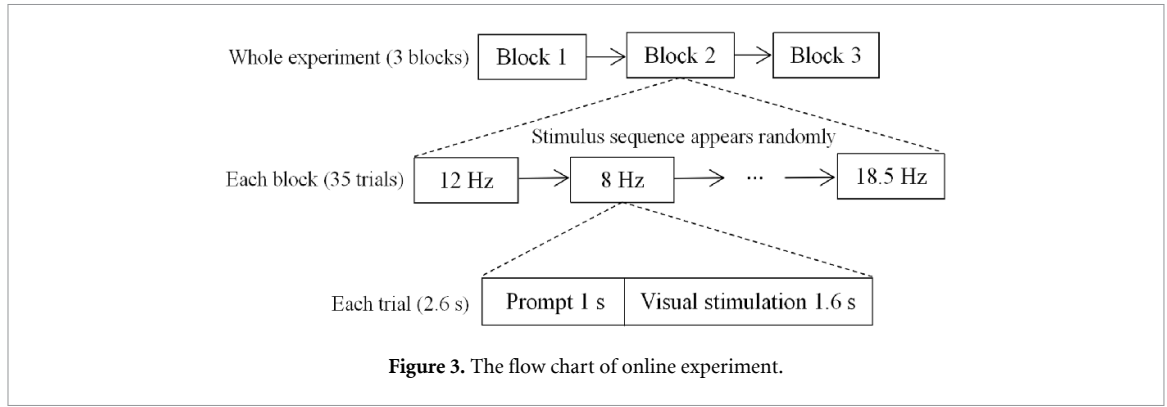 Whole experiment (3 blocks) Block 1 Block 2 Block 3
Stimulus sequence appears randomly
Each block (35 trials) 12 Hz 8 Hz ... 18.5 Hz
Each trial (2.6 s) Prompt 1 s Visual stimulation 1.6 s
Figure 3. The flow chart of online experiment.